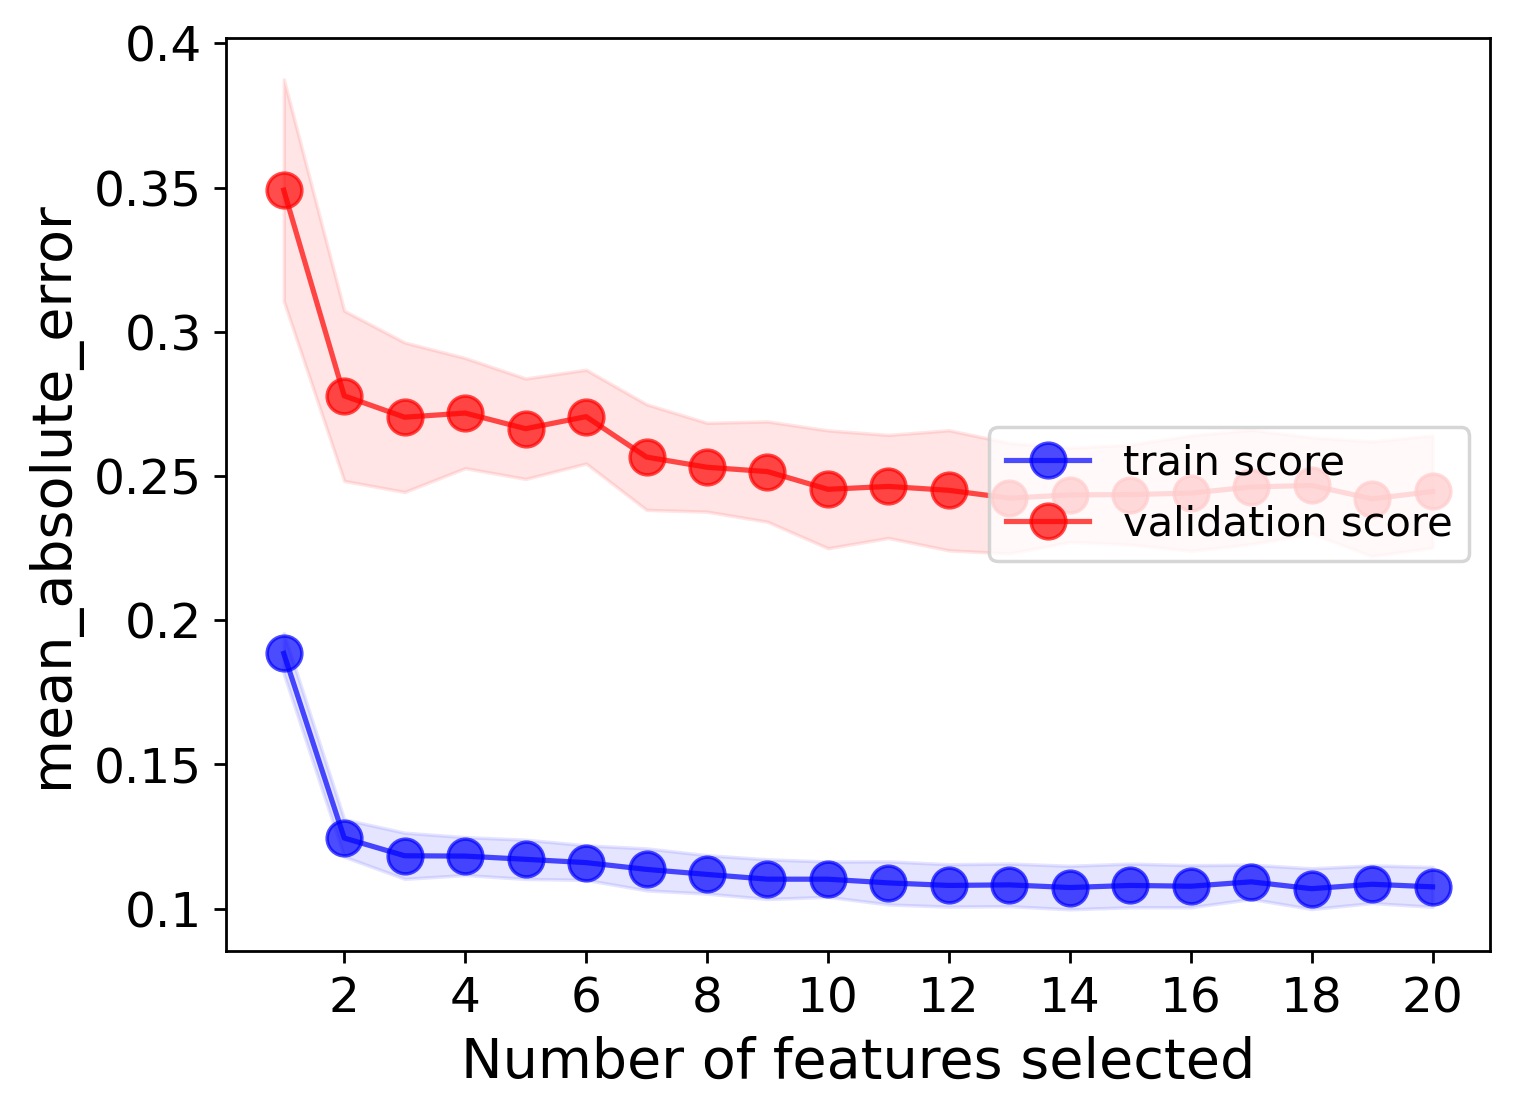 mean_absolute_error
0.4
0.35
0.3
0.25
0.2
0.15
0.1
train score
validation score
2 4 6 8 10 12 14 16 18 20
Number of features selected